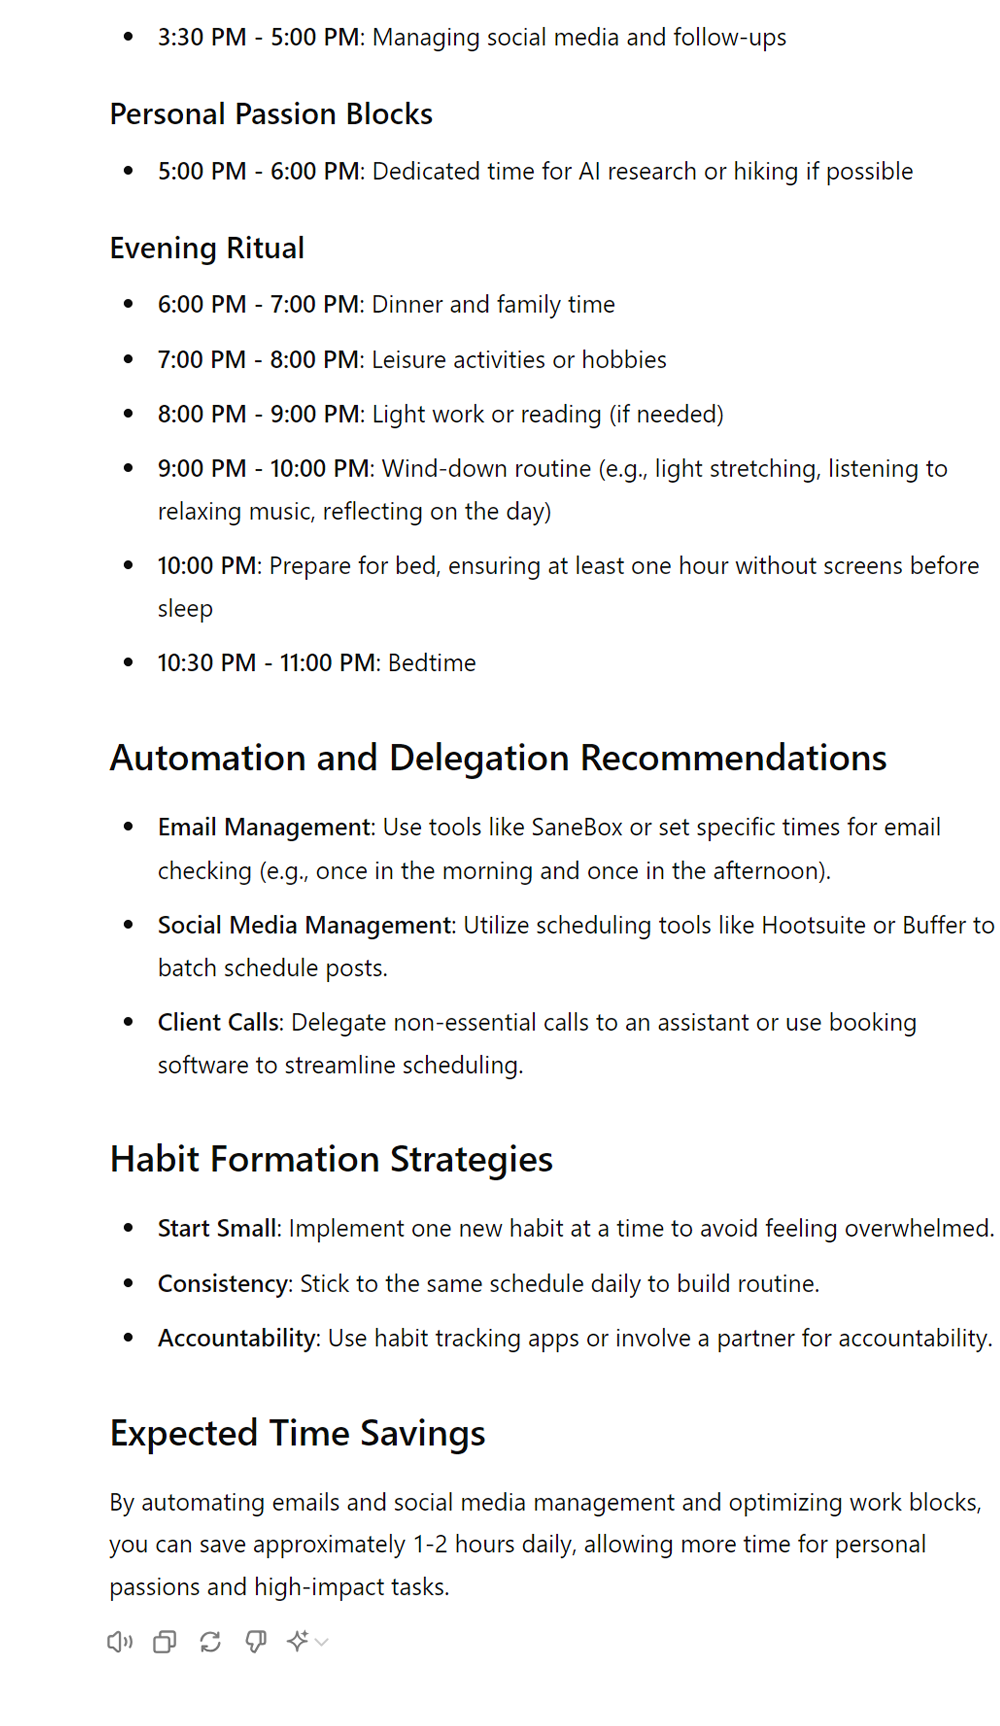 • 3:30 PM - 5:00 PM: Managing social media and follow-ups
Personal Passion Blocks
• 5:00 PM - 6:00 PM: Dedicated time for AI research or hiking if possible
Evening Ritual
• 6:00 PM - 7:00 PM: Dinner and family time
• 7:00 PM - 8:00 PM: Leisure activities or hobbies
• 8:00 PM - 9:00 PM: Light work or reading (if needed)
• 9:00 PM - 10:00 PM: Wind-down routine (e.g., light stretching, listening to
relaxing music, reflecting on the day)
• 10:00 PM: Prepare for bed, ensuring at least one hour without screens before
sleep
• 10:30 PM - 11:00 PM: Bedtime
Automation and Delegation Recommendations
• Email Management: Use tools like SaneBox or set specific times for email
checking (e.g., once in the morning and once in the afternoon).
• Social Media Management: Utilize scheduling tools like Hootsuite or Buffer to
batch schedule posts.
• Client Calls: Delegate non-essential calls to an assistant or use booking
software to streamline scheduling.
Habit Formation Strategies
• Start Small: Implement one new habit at a time to avoid feeling overwhelmed.
• Consistency: Stick to the same schedule daily to build routine.
• Accountability: Use habit tracking apps or involve a partner for accountability.
Expected Time Savings
By automating emails and social media management and optimizing work blocks,
you can save approximately 1-2 hours daily, allowing more time for personal
passions and high-impact tasks.